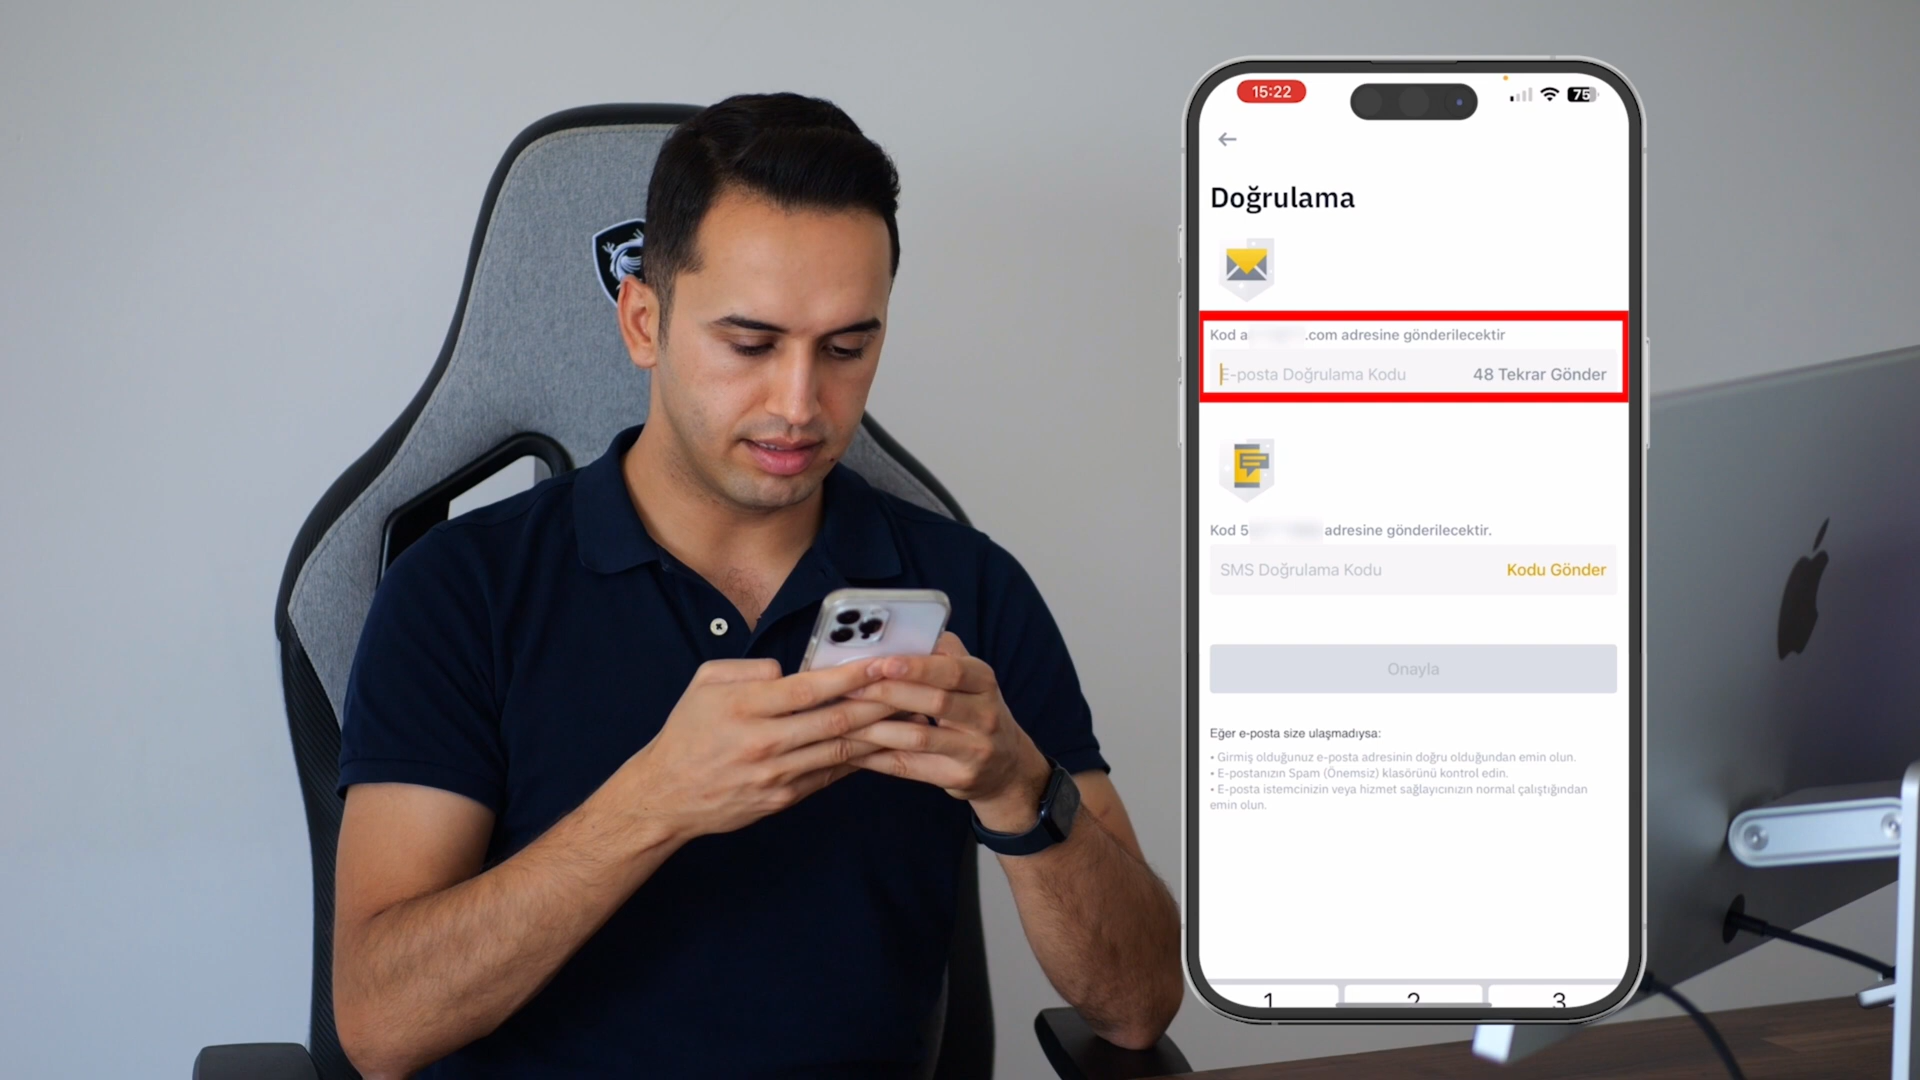 15:22
75
Doğrulama
Kod a .com adresine gönderilecektir
E-posta Doğrulama Kodu 48 Tekrar Gönder
Kod 5 adresine gönderilecektir.
SMS Doğrulama Kodu Kodu Gönder
Onayla
Eğer e-posta size ulaşmadıysa:
• Girmiş olduğunuz e-posta adresinin doğru olduğundan emin olun.
• E-postanızın Spam (Önemsiz) klasörünü kontrol edin.
• E-posta istemcinizin veya hizmet sağlayıcınızın normal çalıştığından
emin olun.
1 2 3